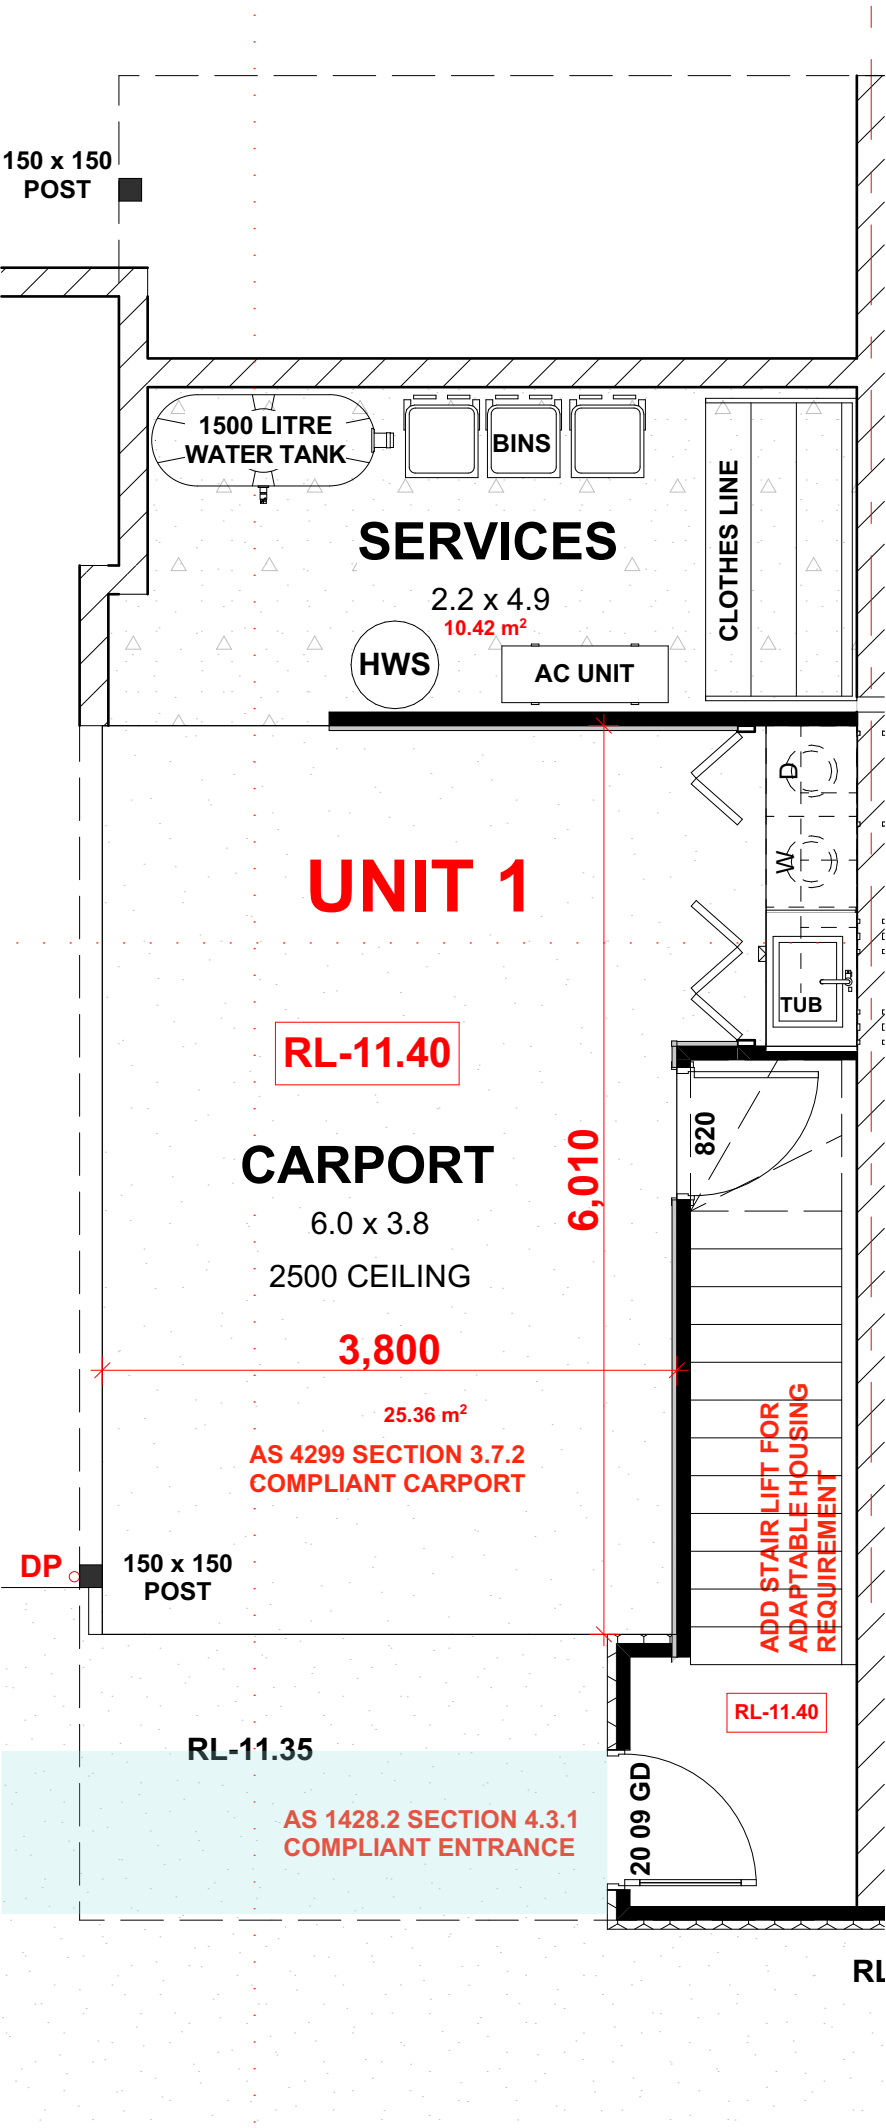 150 x 150
POST
1500 LITRE
WATER TANK
BINS
CLOTHES LINE
SERVICES
2.2 x 4.9
10.42 m²
HWS
AC UNIT
D
W
TUB
UNIT 1
RL-11.40
820
CARPORT
6.0 x 3.8
2500 CEILING
6,010
3,800
25.36 m²
AS 4299 SECTION 3.7.2
COMPLIANT CARPORT
ADD STAIR LIFT FOR
ADAPTABLE HOUSING
REQUIREMENT
DP
150 x 150
POST
RL-11.40
RL-11.35
20 09 GD
AS 1428.2 SECTION 4.3.1
COMPLIANT ENTRANCE
RL